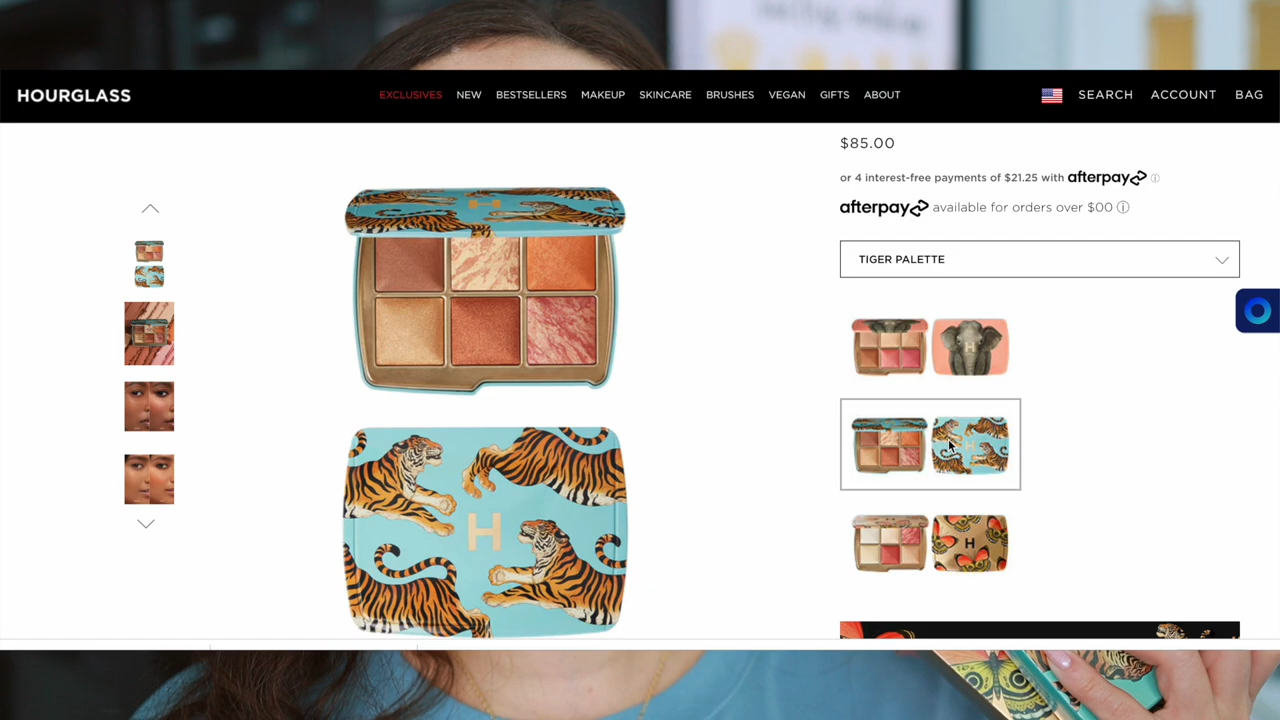 HOURGLASS
EXCLUSIVES NEW BESTSELLERS MAKEUP SKINCARE BRUSHES VEGAN GIFTS ABOUT
SEARCH ACCOUNT BAG
$85.00
or 4 interest-free payments of $21.25 with afterpay
afterpay available for orders over $00
TIGER PALETTE
H
H
H
H
H